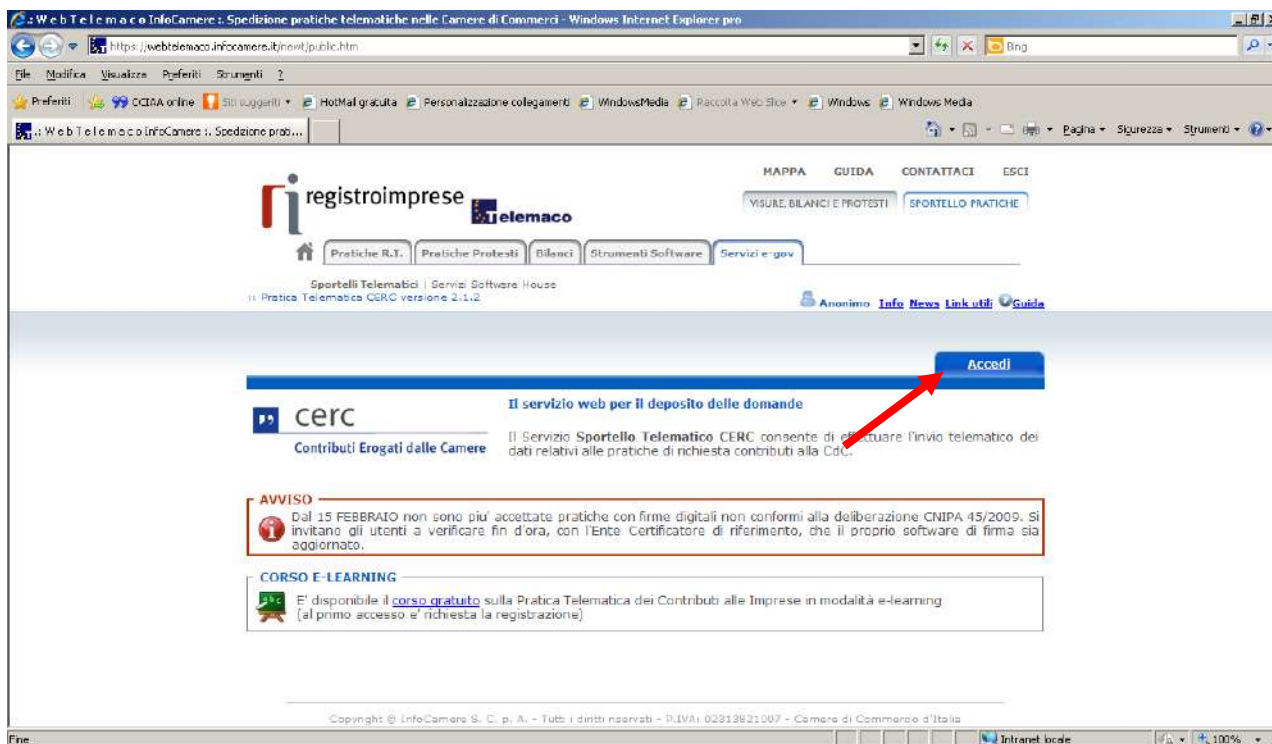 .: W e b T e l e m a c o InfoCamere :. Spedizione pratiche telematiche nelle Camere di Commerci - Windows Internet Explorer pro
https://webtelemaco.infocamere.it/newt/public.htm
Bing
File Modifica Visualizza Preferiti Strumenti ?
Preferiti CCIAA online Siti suggeriti HotMail gratuita Personalizzazione collegamenti WindowsMedia Raccolta Web Slice Windows Windows Media
.: W e b T e l e m a c o InfoCamere :. Spedizione prati...
Pagina Sicurezza Strumenti
MAPPA GUIDA CONTATTACI ESCI
registroimprese
Telemaco
VISURE, BILANCI E PROTESTI SPORTELLO PRATICHE
Pratiche R.I. Pratiche Protesti Bilanci Strumenti Software Servizi e-gov
Sportelli Telematici | Servizi Software House
:: Pratica Telematica CERC versione 2.1.2
Anonimo Info News Link utili Guida
Accedi
cerc
Contributi Erogati dalle Camere
Il servizio web per il deposito delle domande
Il Servizio Sportello Telematico CERC consente di effettuare l'invio telematico dei
dati relativi alle pratiche di richiesta contributi alla CdC.
AVVISO
Dal 15 FEBBRAIO non sono piu' accettate pratiche con firme digitali non conformi alla deliberazione CNIPA 45/2009. Si
invitano gli utenti a verificare fin d'ora, con l'Ente Certificatore di riferimento, che il proprio software di firma sia
aggiornato.
CORSO E-LEARNING
abc
E' disponibile il corso gratuito sulla Pratica Telematica dei Contributi alle Imprese in modalità e-learning
(al primo accesso e' richiesta la registrazione)
Copyright © InfoCamere S. C. p. A. - Tutti i diritti riservati - P.IVA: 02313821007 - Camere di Commercio d'Italia
Fine
Intranet locale
100%